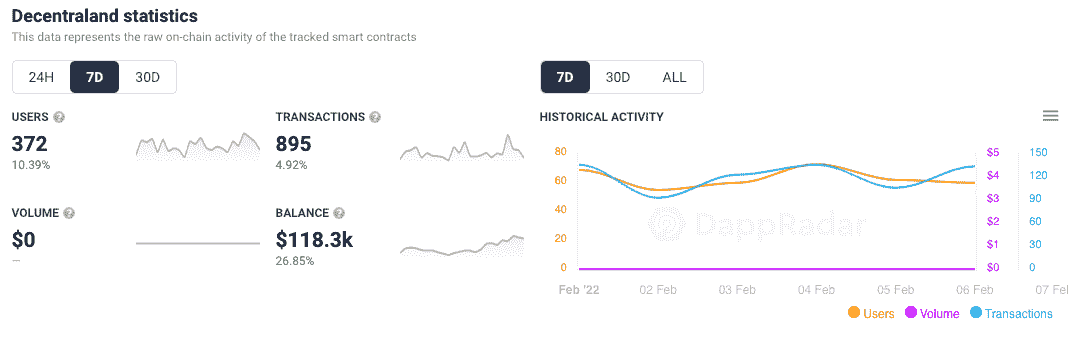 Decentraland statistics
This data represents the raw on-chain activity of the tracked smart contracts
24H 7D 30D
7D 30D ALL
USERS ?
372
10.39%
TRANSACTIONS ?
895
4.92%
VOLUME ?
$0
—
BALANCE ?
$118.3k
26.85%
HISTORICAL ACTIVITY
80 $5 150
60 $4 120
40 $3 90
$2 60
20 $1 30
0 $0 0
DappRadar
Feb '22 02 Feb 03 Feb 04 Feb 05 Feb 06 Feb 07 Fel
Users Volume Transactions